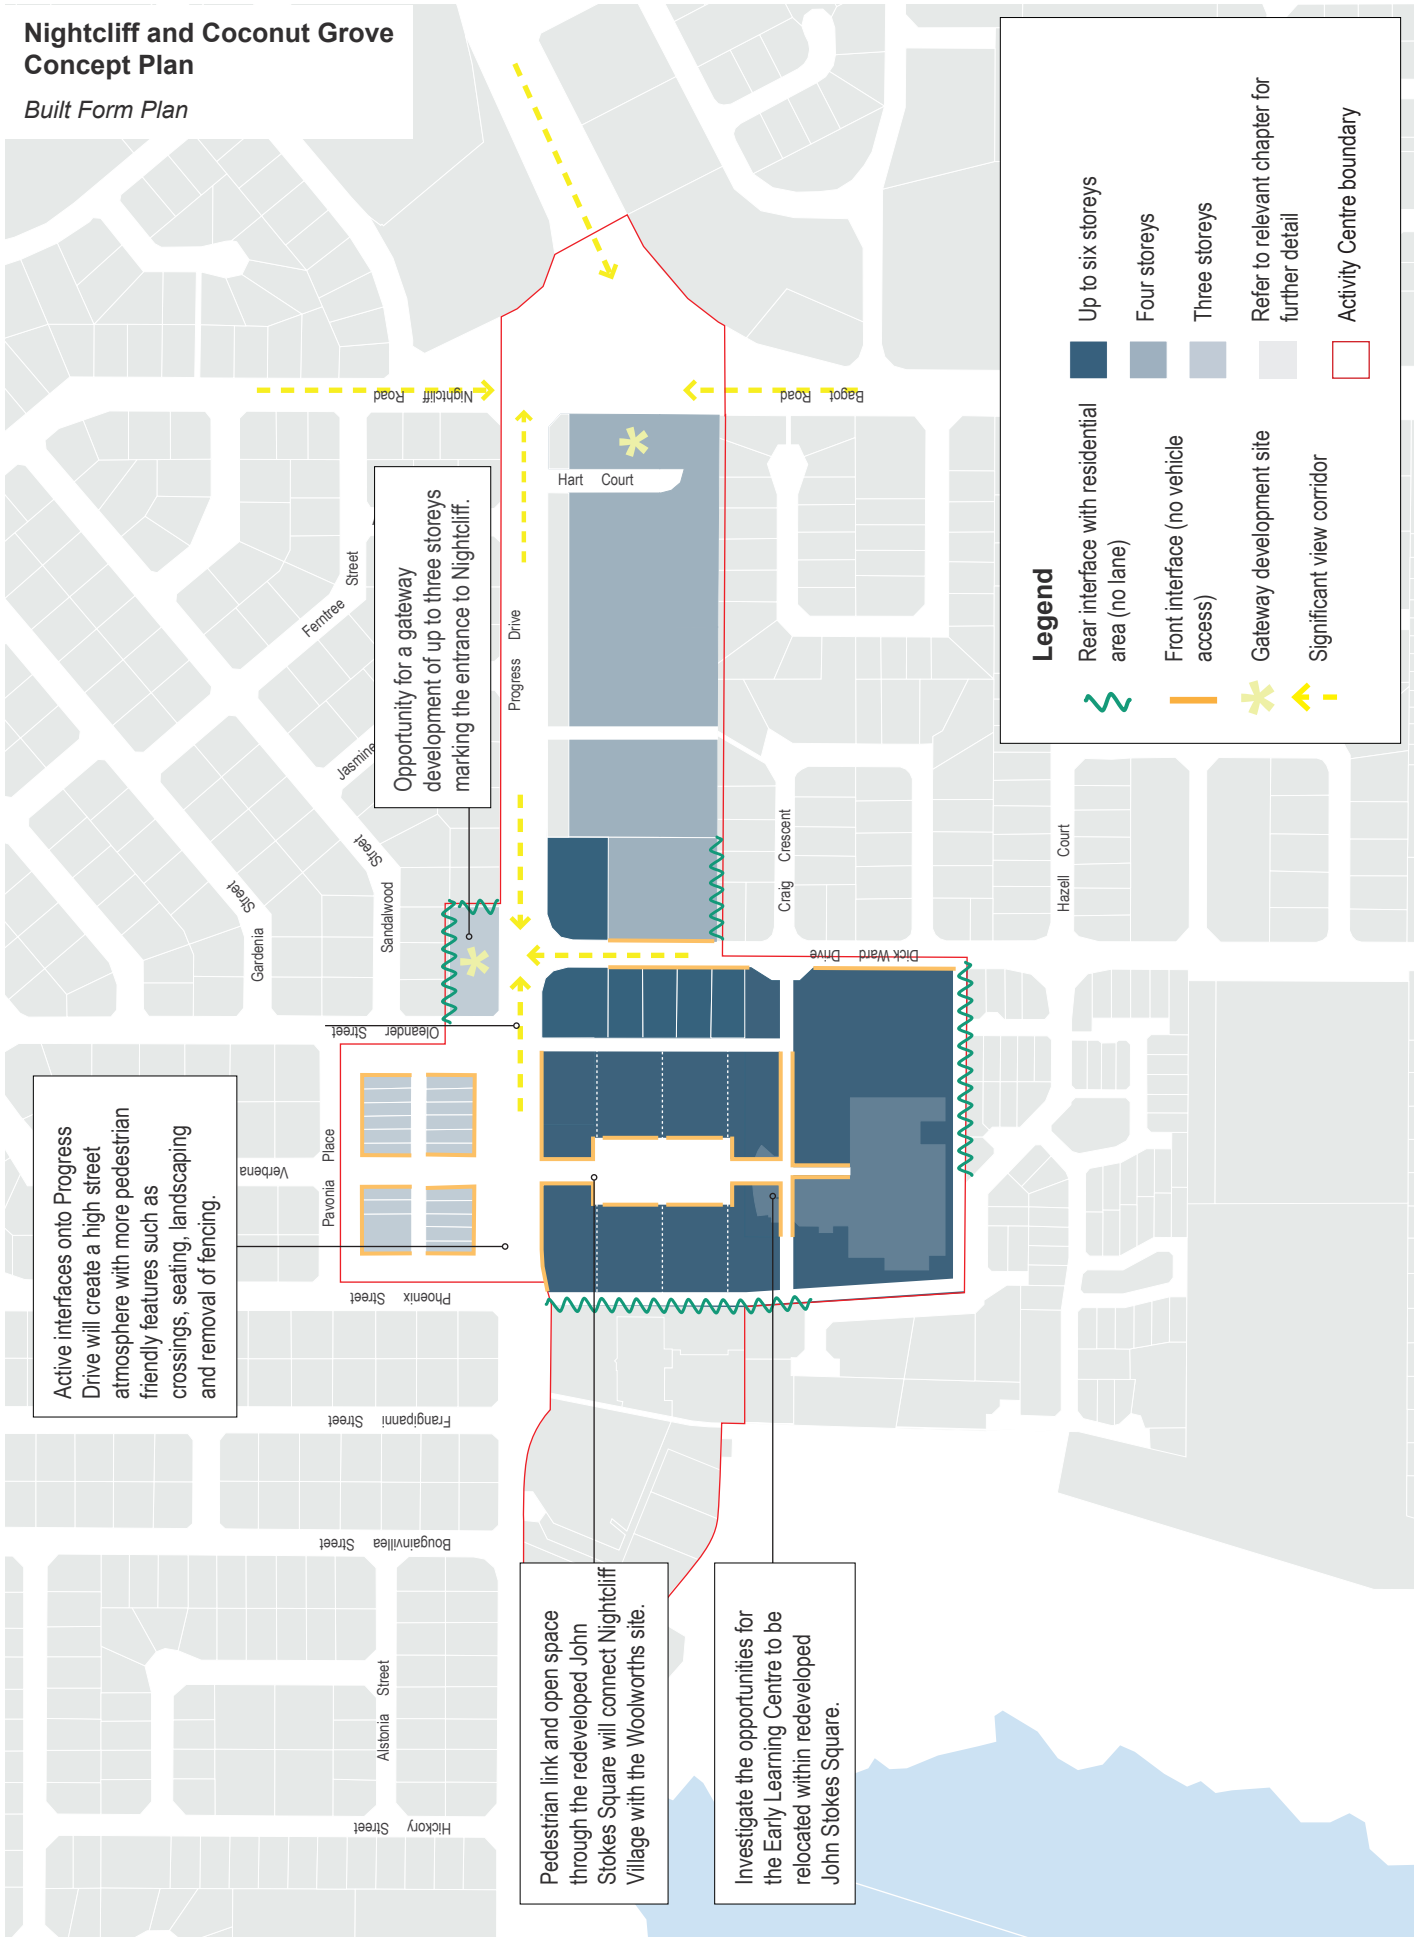 Nightcliff and Coconut Grove
Concept Plan
Built Form Plan
Active interfaces onto Progress
Drive will create a high street
atmosphere with more pedestrian
friendly features such as
crossings, seating, landscaping
and removal of fencing.
Opportunity for a gateway
development of up to three storeys
marking the entrance to Nightcliff.
Pedestrian link and open space
through the redeveloped John
Stokes Square will connect Nightcliff
Village with the Woolworths site.
Investigate the opportunities for
the Early Learning Centre to be
relocated within redeveloped
John Stokes Square.
Hickory Street
Alstonia Street
Bougainvillea Street
Frangipanni Street
Phoenix Street
Pavonia Place
Verbena
Oleander Street
Gardenia
Street
Sandalwood
Street
Jasmine
Ferntree Street
Nightcliff Road
Progress Drive
Hart Court
Bagot Road
Craig Crescent
Dick Ward Drive
Hazell Court
Legend
Rear interface with residential
area (no lane)
Front interface (no vehicle
access)
Gateway development site
Significant view corridor
Up to six storeys
Four storeys
Three storeys
Refer to relevant chapter for
further detail
Activity Centre boundary